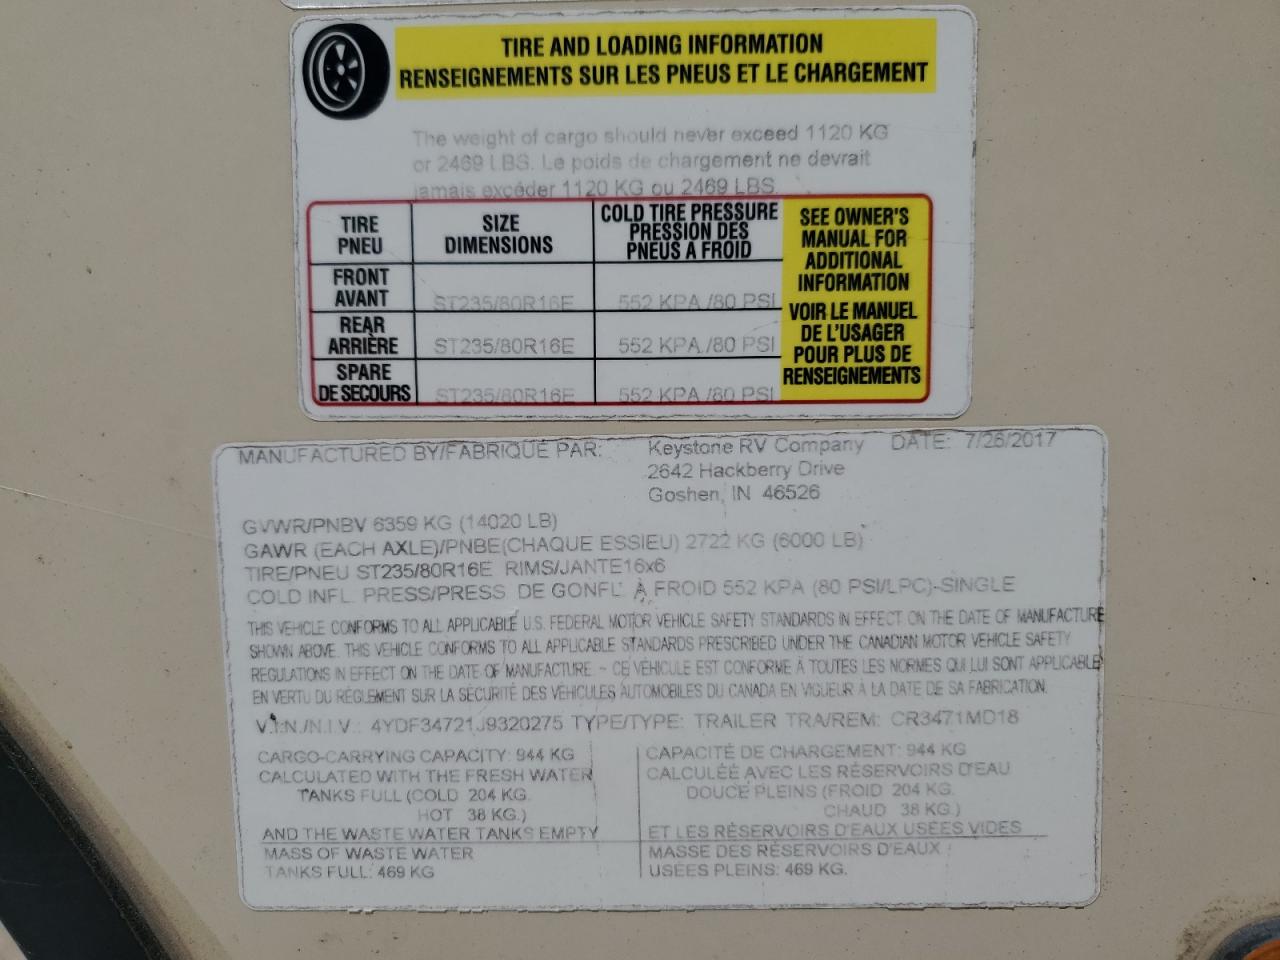 TIRE AND LOADING INFORMATION
RENSEIGNEMENTS SUR LES PNEUS ET LE CHARGEMENT
The weight of cargo should never exceed 1120 KG
or 2469 LBS. Le poids de chargement ne devrait
jamais excéder 1120 KG ou 2469 LBS.
TIRE
PNEU
SIZE
DIMENSIONS
COLD TIRE PRESSURE
PRESSION DES
PNEUS A FROID
FRONT
AVANT
ST235/80R16E
552 KPA /80 PSI
REAR
ARRIÈRE
ST235/80R16E
552 KPA /80 PSI
SPARE
DE SECOURS
ST235/80R16E
552 KPA /80 PSI
SEE OWNER'S
MANUAL FOR
ADDITIONAL
INFORMATION
VOIR LE MANUEL
DE L'USAGER
POUR PLUS DE
RENSEIGNEMENTS
MANUFACTURED BY/FABRIQUÉ PAR: Keystone RV Company DATE: 7/26/2017
2642 Hackberry Drive
Goshen, IN 46526
GVWR/PNBV 6359 KG (14020 LB)
GAWR (EACH AXLE)/PNBE(CHAQUE ESSIEU) 2722 KG (6000 LB)
TIRE/PNEU ST235/80R16E RIMS/JANTE16x6
COLD INFL. PRESS/PRESS. DE GONFL. À FROID 552 KPA (80 PSI/LPC)-SINGLE
THIS VEHICLE CONFORMS TO ALL APPLICABLE U.S. FEDERAL MOTOR VEHICLE SAFETY STANDARDS IN EFFECT ON THE DATE OF MANUFACTURE
SHOWN ABOVE. THIS VEHICLE CONFORMS TO ALL APPLICABLE STANDARDS PRESCRIBED UNDER THE CANADIAN MOTOR VEHICLE SAFETY
REGULATIONS IN EFFECT ON THE DATE OF MANUFACTURE. ~ CE VÉHICULE EST CONFORME À TOUTES LES NORMES QUI LUI SONT APPLICABLES
EN VERTU DU RÉGLEMENT SUR LA SÉCURITÉ DES VÉHICULES AUTOMOBILES DU CANADA EN VIGUEUR À LA DATE DE SA FABRICATION.
V.I.N./N.I.V.: 4YDF34721J9320275 TYPE/TYPE: TRAILER TRA/REM: CR3471MD18
CARGO-CARRYING CAPACITY: 944 KG
CALCULATED WITH THE FRESH WATER
TANKS FULL (COLD 204 KG.
HOT 38 KG.)
AND THE WASTE WATER TANKS EMPTY
MASS OF WASTE WATER
TANKS FULL: 469 KG
CAPACITÉ DE CHARGEMENT: 944 KG
CALCULÉE AVEC LES RÉSERVOIRS D'EAU
DOUCE PLEINS (FROID 204 KG.
CHAUD 38 KG.)
ET LES RÉSERVOIRS D'EAUX USÉES VIDES
MASSE DES RÉSERVOIRS D'EAUX
USÉES PLEINS: 469 KG.